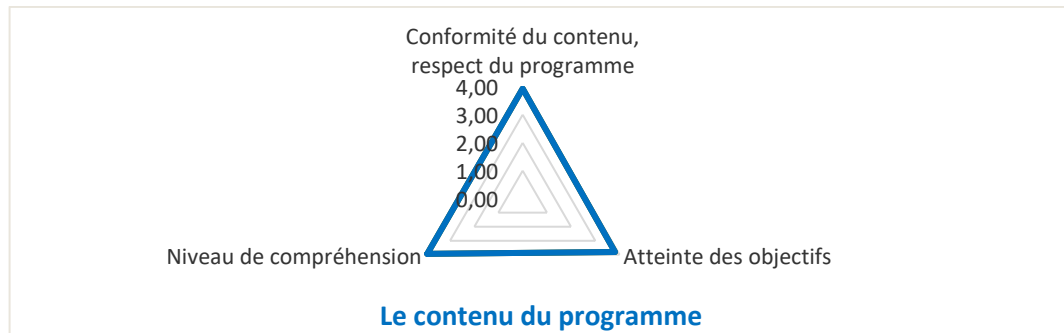 Conformité du contenu,
respect du programme
4,00
3,00
2,00
1,00
0,00
Niveau de compréhension
Atteinte des objectifs
Le contenu du programme